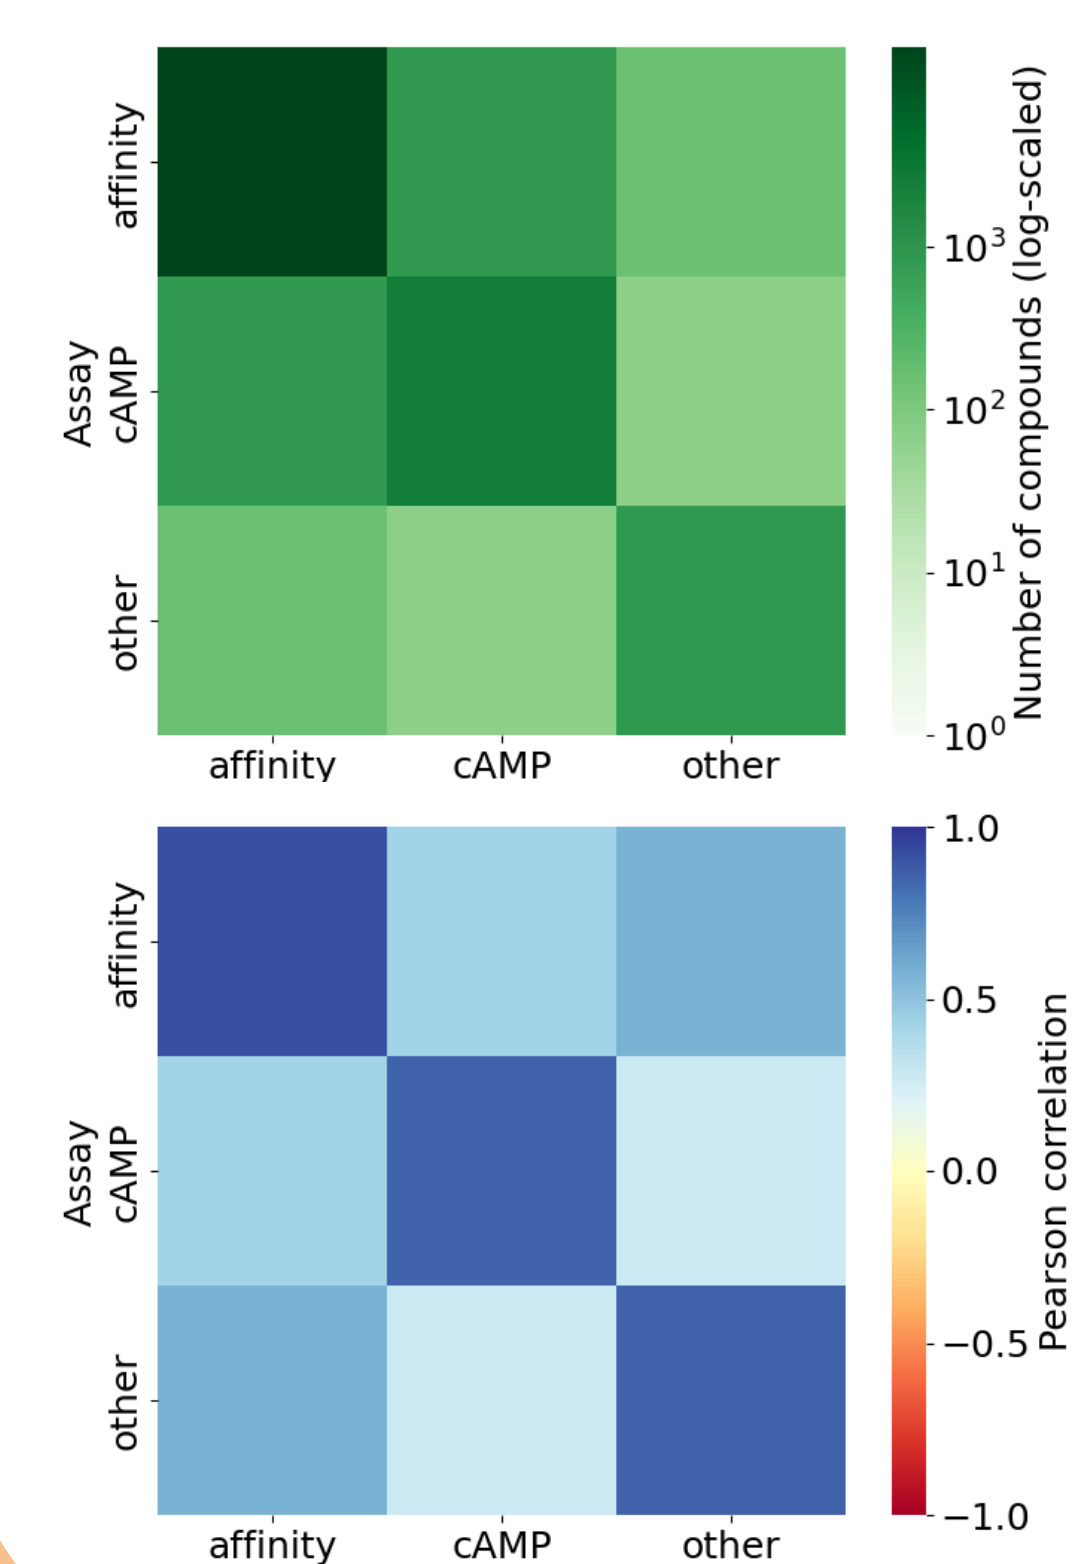 affinity
cAMP
other
Assay
affinity
cAMP
other
10³
10²
10¹
10⁰
Number of compounds (log-scaled)
affinity
cAMP
other
Assay
affinity
cAMP
other
1.0
0.5
0.0
−0.5
−1.0
Pearson correlation